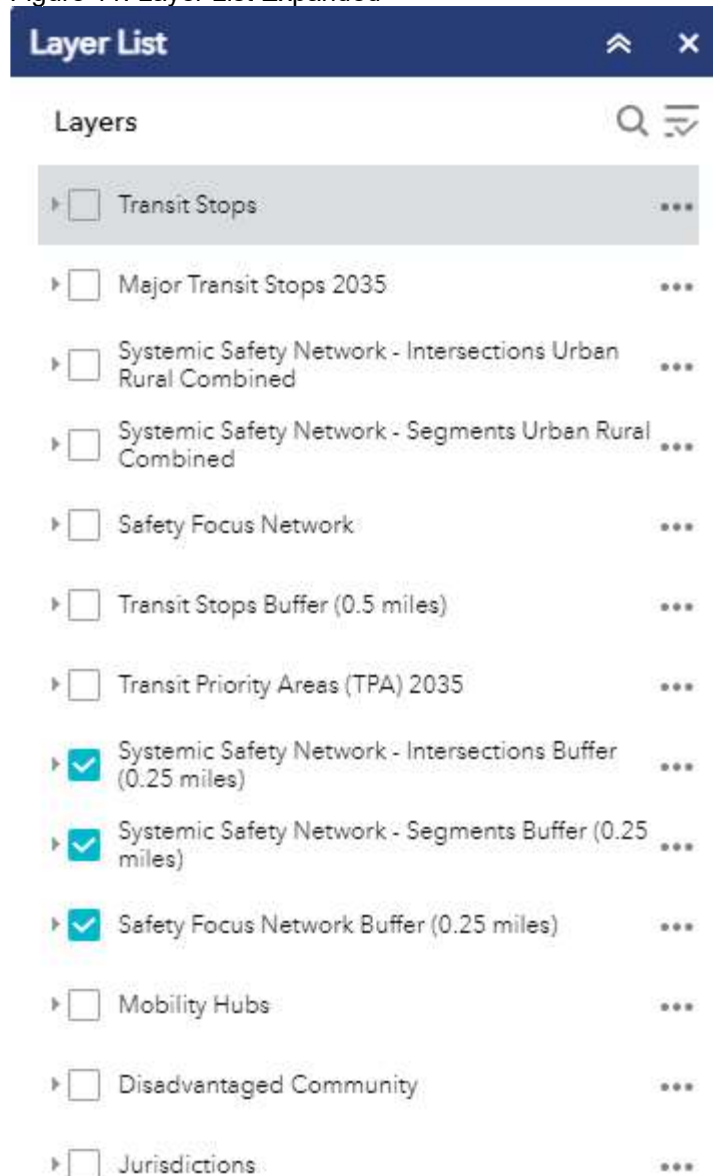 Layer List
Layers
Transit Stops
Major Transit Stops 2035
Systemic Safety Network - Intersections Urban
Rural Combined
Systemic Safety Network - Segments Urban Rural
Combined
Safety Focus Network
Transit Stops Buffer (0.5 miles)
Transit Priority Areas (TPA) 2035
Systemic Safety Network - Intersections Buffer
(0.25 miles)
Systemic Safety Network - Segments Buffer (0.25
miles)
Safety Focus Network Buffer (0.25 miles)
Mobility Hubs
Disadvantaged Community
Jurisdictions